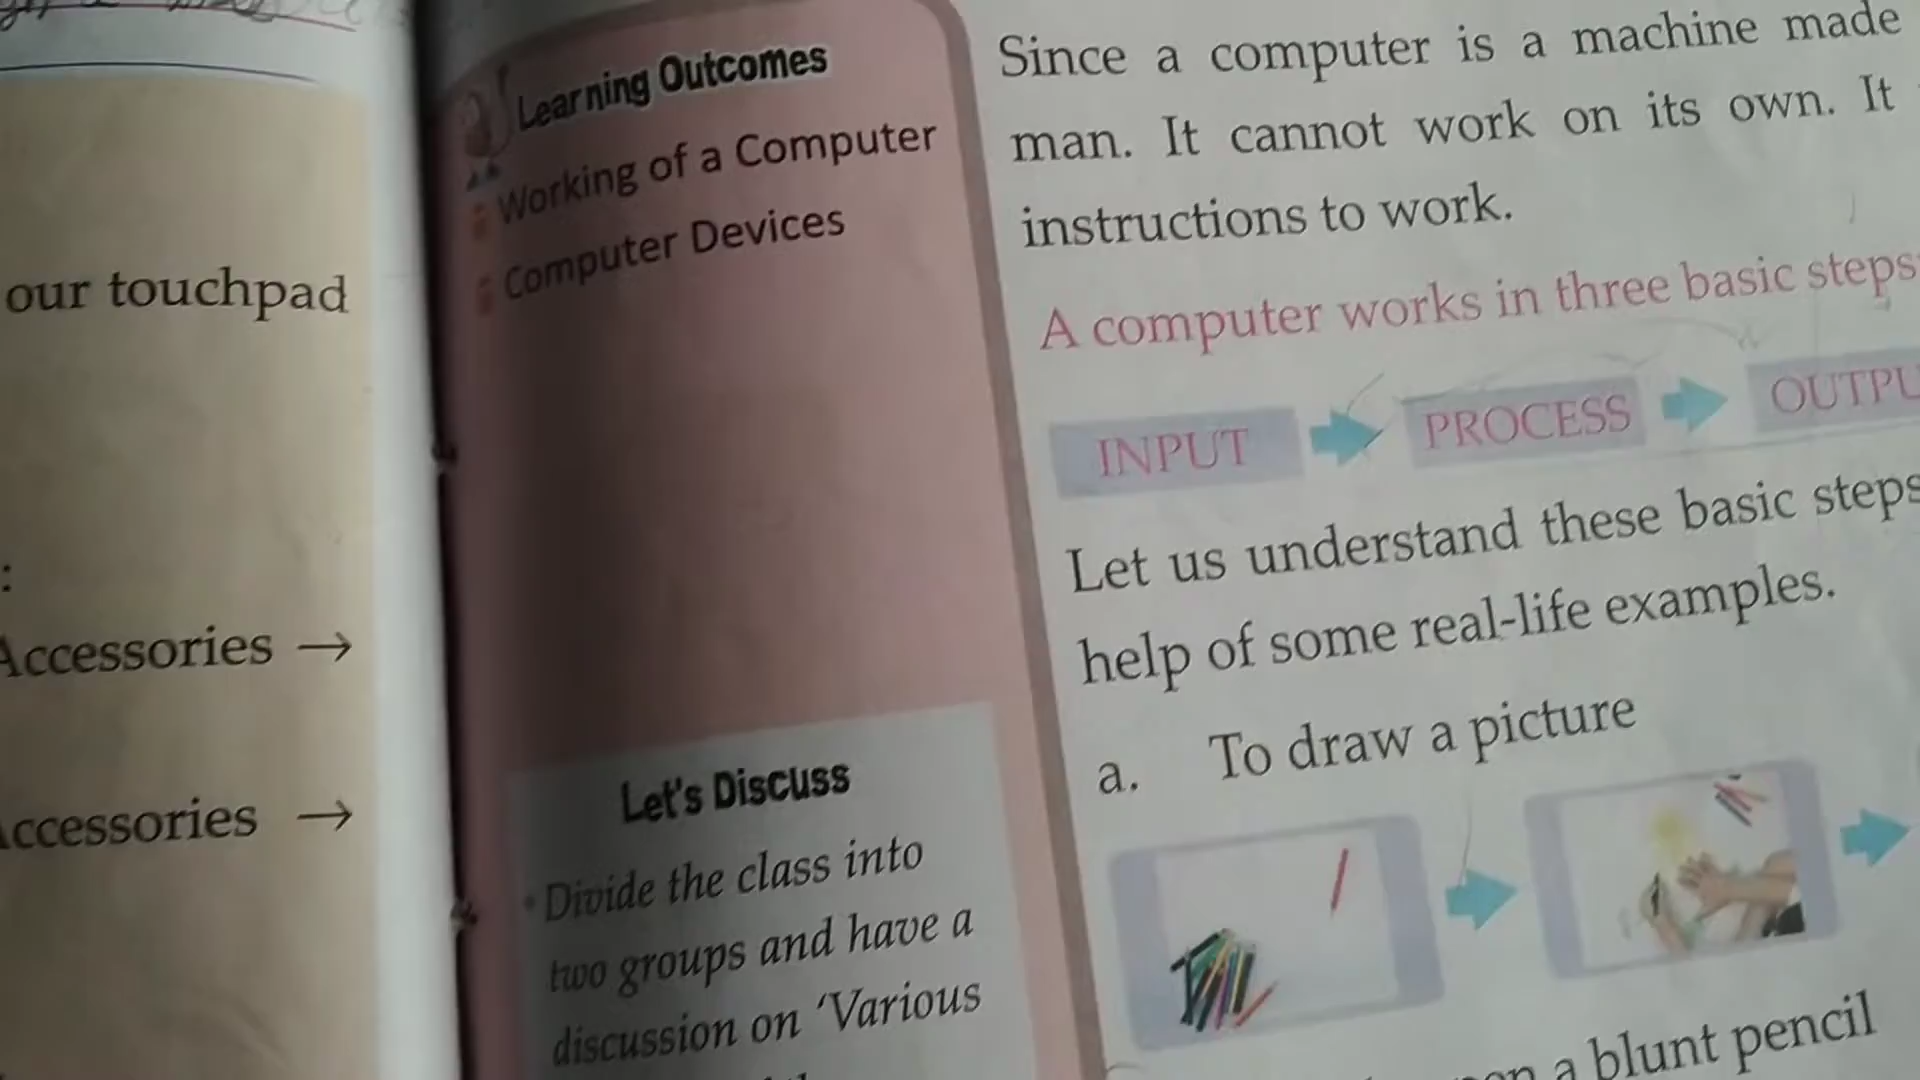 our touchpad
:
Accessories →
Accessories →
Learning Outcomes
Working of a Computer
Computer Devices
Let's Discuss
• Divide the class into
two groups and have a
discussion on 'Various
Since a computer is a machine made
man. It cannot work on its own. It
instructions to work.
A computer works in three basic steps
INPUT PROCESS OUTPU
Let us understand these basic steps
help of some real-life examples.
a. To draw a picture
a blunt pencil